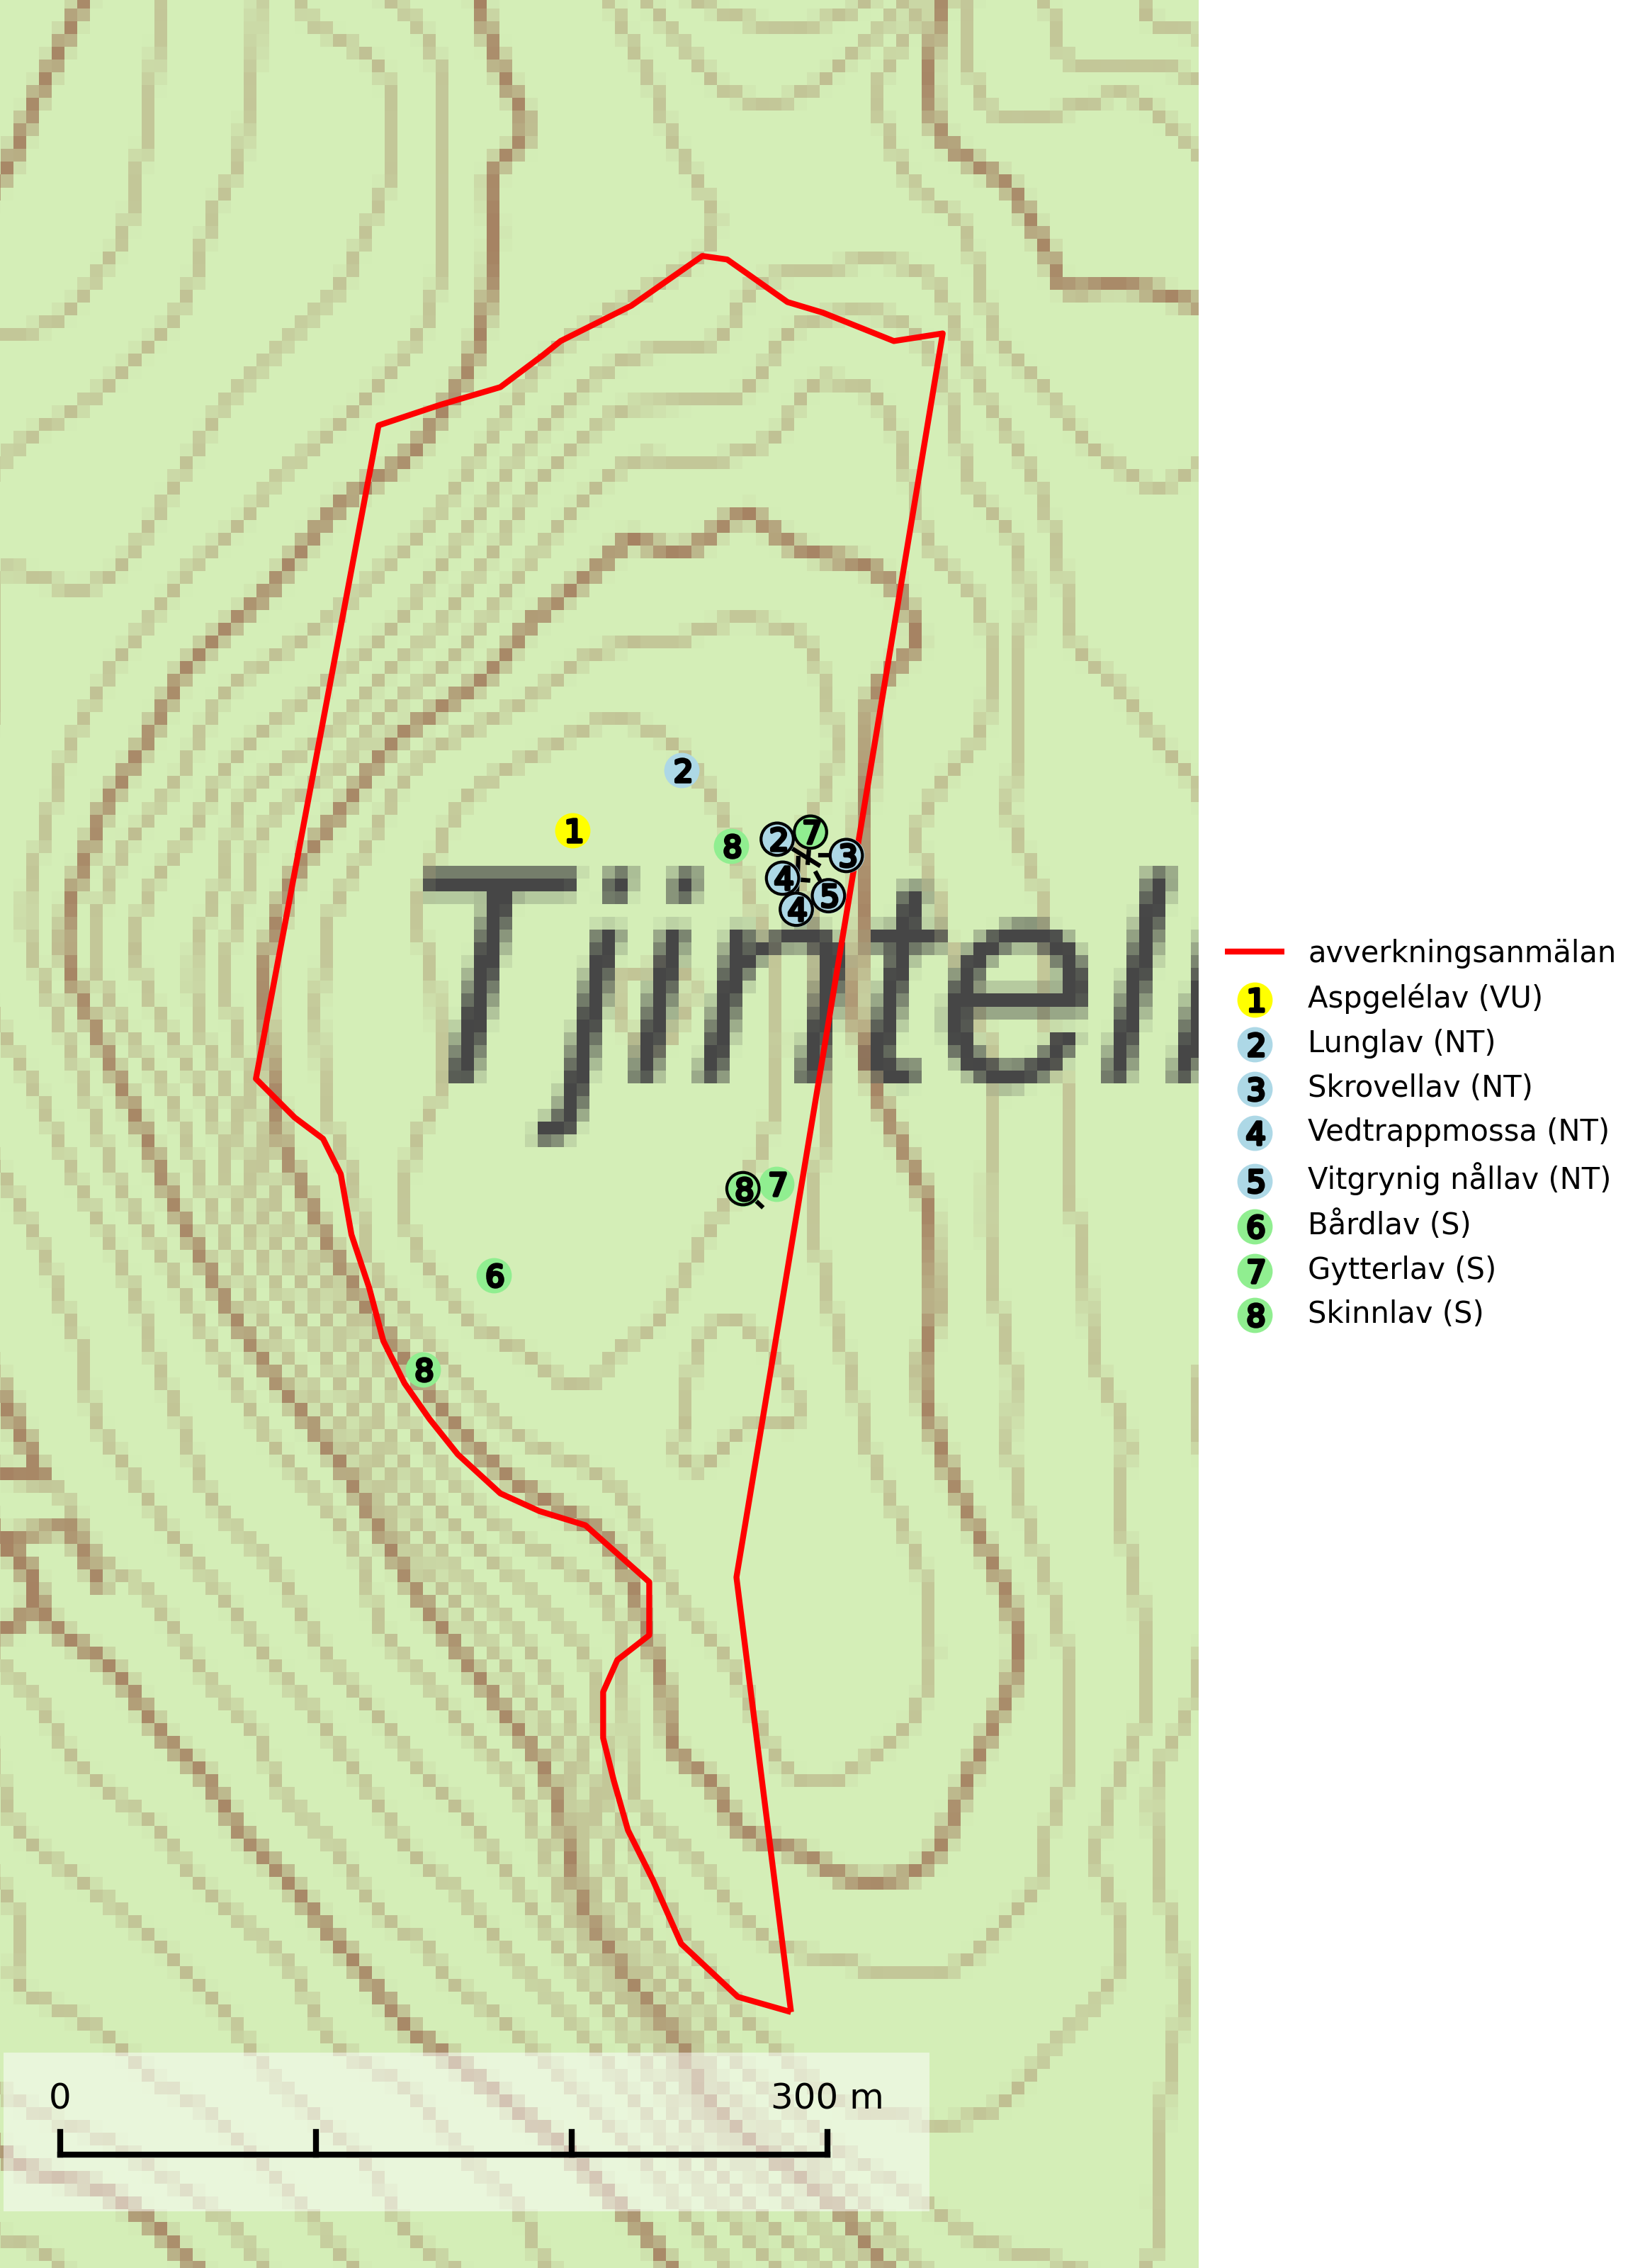 2
1
8
2
7
3
4
5
4
Tjintel
8
7
6
8
0
300 m
avverkningsanmälan
1 Aspgelélav (VU)
2 Lunglav (NT)
3 Skrovellav (NT)
4 Vedtrappmossa (NT)
5 Vitgrynig nållav (NT)
6 Bårdlav (S)
7 Gytterlav (S)
8 Skinnlav (S)